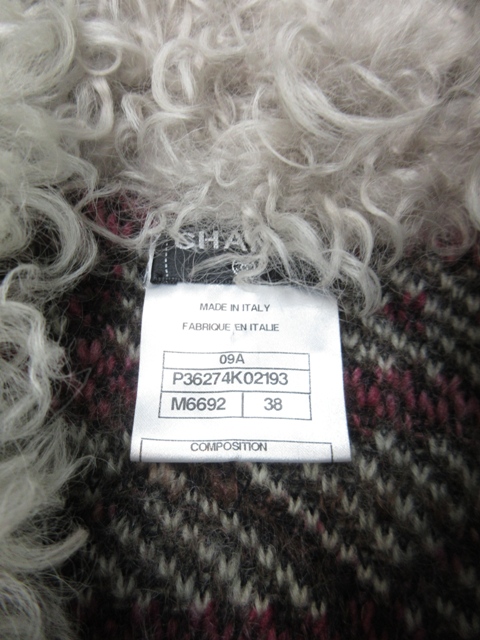 MADE IN ITALY
FABRIQUE EN ITALIE
09A
P36274K02193
M6692 38
COMPOSITION